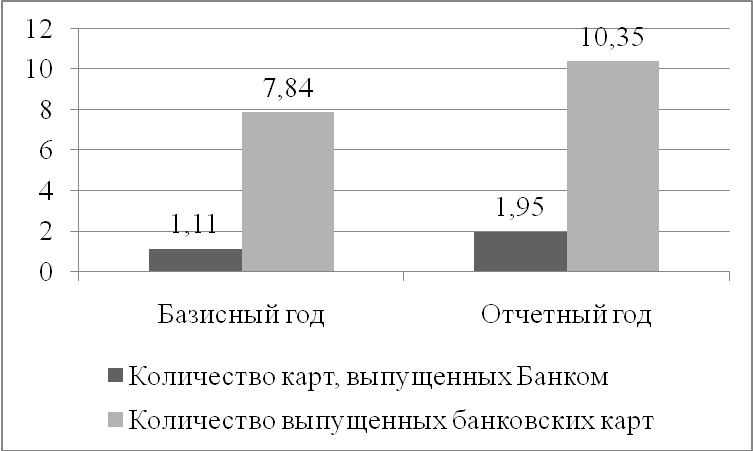 12
10
8
6
4
2
0
1,11
7,84
1,95
10,35
Базисный год
Отчетный год
Количество карт, выпущенных Банком
Количество выпущенных банковских карт